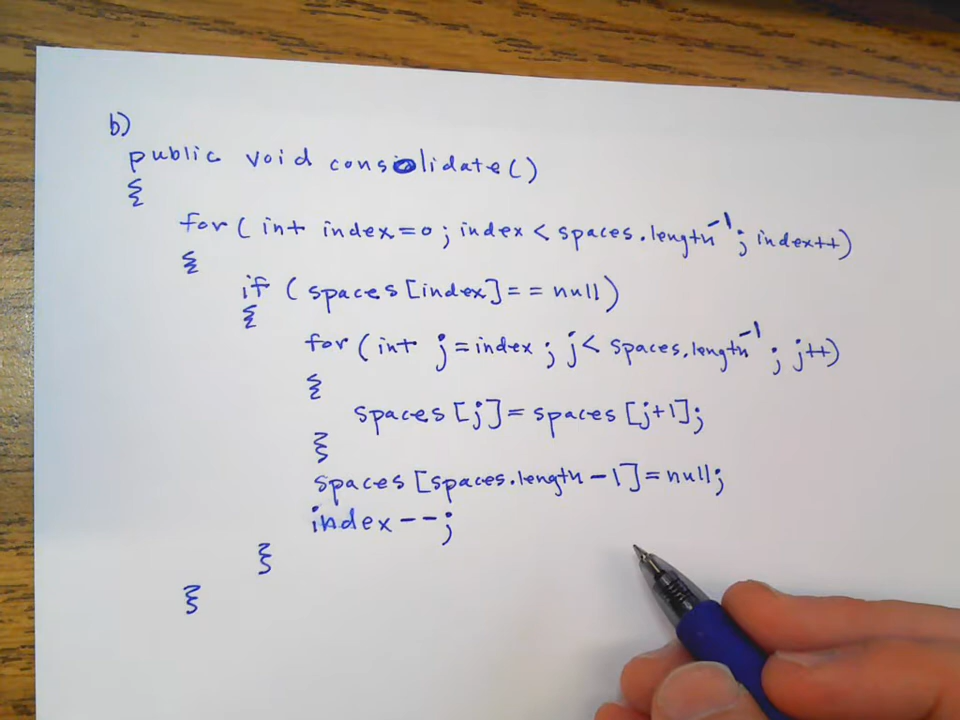 b)
public void consolidate()
{
for(int index=0; index<spaces.length-1; index++)
{
if (spaces[index]==null)
{
for(int j=index; j<spaces.length-1; j++)
{
spaces[j]=spaces[j+1];
}
spaces[spaces.length-1]=null;
index--;
}
}